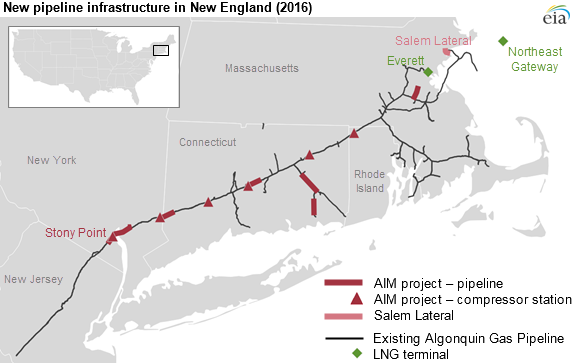 New pipeline infrastructure in New England (2016)
eia
Salem Lateral
Everett
Northeast
Gateway
Massachusetts
Connecticut
New York
Rhode
Island
Stony Point
New Jersey
AIM project – pipeline
AIM project – compressor station
Salem Lateral
Existing Algonquin Gas Pipeline
LNG terminal